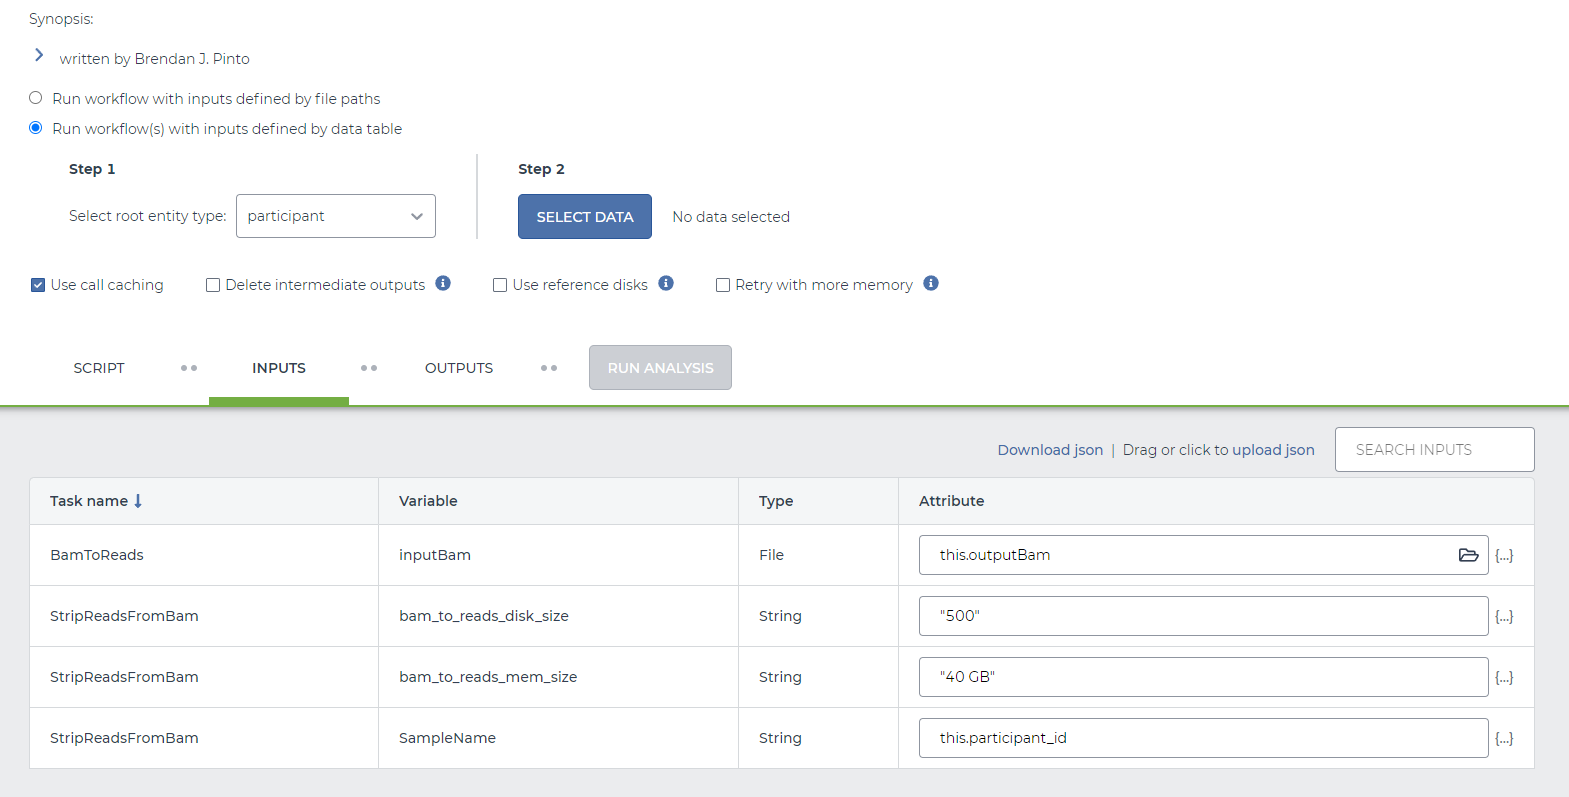 Synopsis:
written by Brendan J. Pinto
Run workflow with inputs defined by file paths
Run workflow(s) with inputs defined by data table
Step 1
Select root entity type: participant
Step 2
SELECT DATA No data selected
Use call caching Delete intermediate outputs Use reference disks Retry with more memory
SCRIPT INPUTS OUTPUTS RUN ANALYSIS
Download json | Drag or click to upload json SEARCH INPUTS
Task name Variable Type Attribute
BamToReads inputBam File this.outputBam {...}
StripReadsFromBam bam_to_reads_disk_size String "500" {...}
StripReadsFromBam bam_to_reads_mem_size String "40 GB" {...}
StripReadsFromBam SampleName String this.participant_id {...}